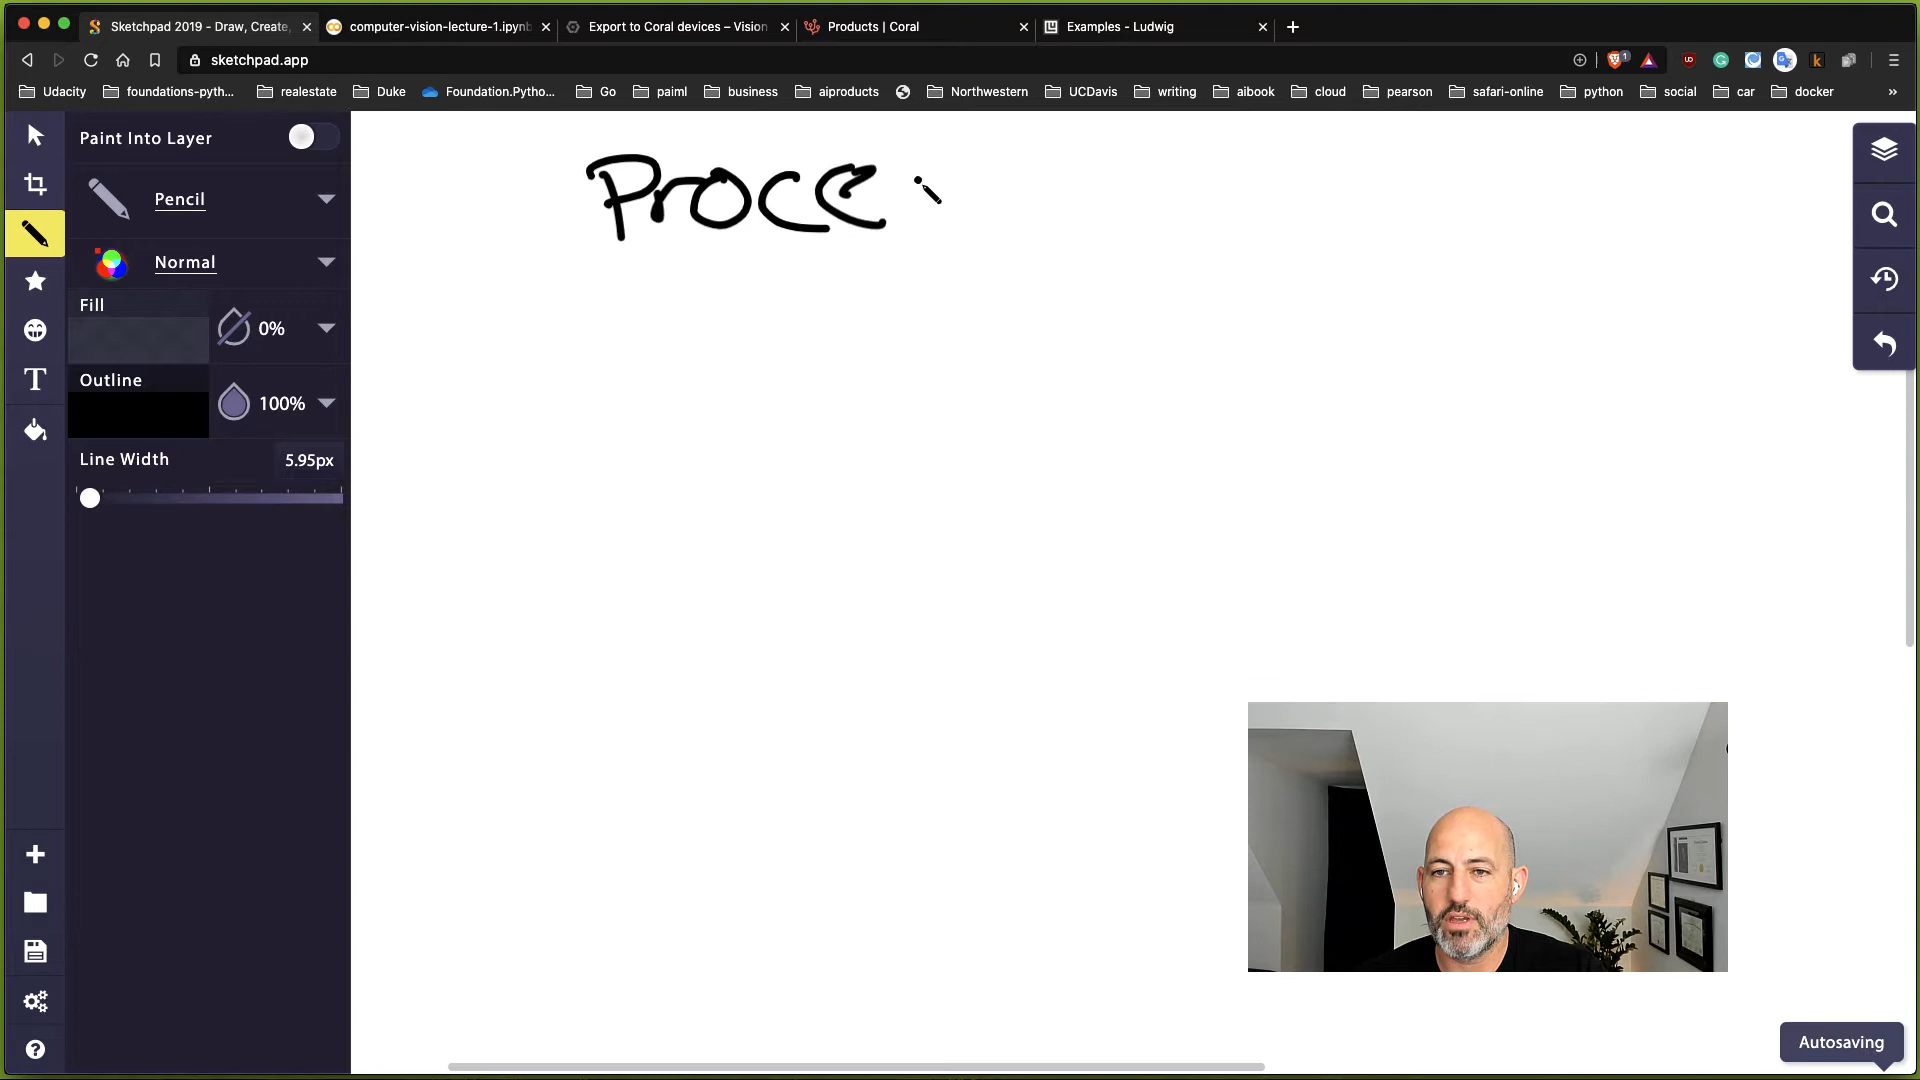 Sketchpad 2019 - Draw, Create,
computer-vision-lecture-1.ipynb
Export to Coral devices – Vision
Products | Coral
Examples - Ludwig
sketchpad.app
1
Udacity
foundations-pyth...
realestate
Duke
Foundation.Pytho...
Go
paiml
business
aiproducts
Northwestern
UCDavis
writing
aibook
cloud
pearson
safari-online
python
social
car
docker
»
Paint Into Layer
Pencil
Normal
Fill
0%
Outline
100%
Line Width
5.95px
Proce
Autosaving